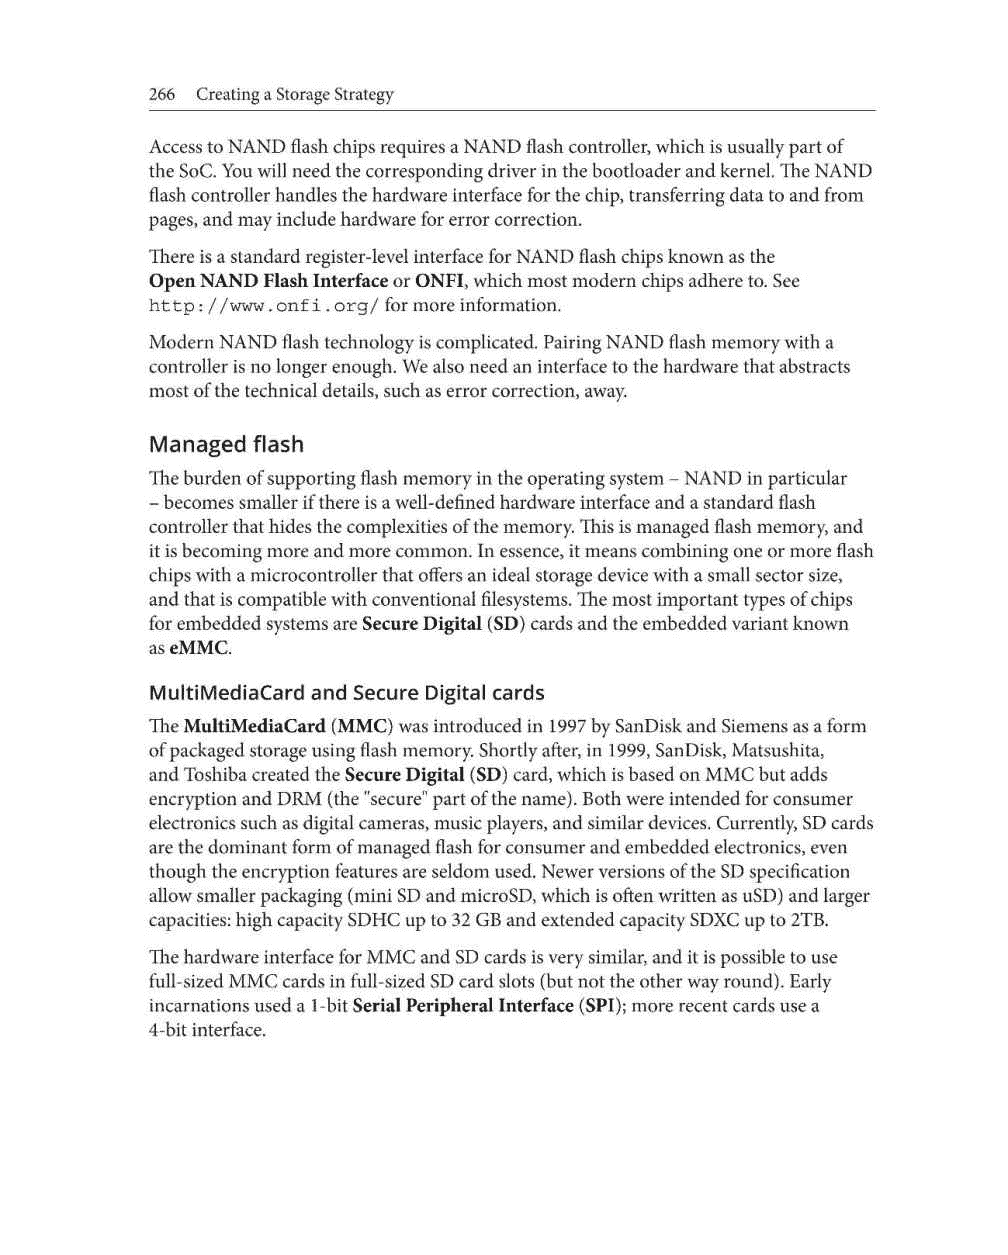 266 Creating a Storage Strategy
Access to NAND flash chips requires a NAND flash controller, which is usually part of
the SoC. You will need the corresponding driver in the bootloader and kernel. The NAND
flash controller handles the hardware interface for the chip, transferring data to and from
pages, and may include hardware for error correction.
There is a standard register-level interface for NAND flash chips known as the
Open NAND Flash Interface or ONFI, which most modern chips adhere to. See
http://www.onfi.org/ for more information.
Modern NAND flash technology is complicated. Pairing NAND flash memory with a
controller is no longer enough. We also need an interface to the hardware that abstracts
most of the technical details, such as error correction, away.
Managed flash
The burden of supporting flash memory in the operating system – NAND in particular
– becomes smaller if there is a well-defined hardware interface and a standard flash
controller that hides the complexities of the memory. This is managed flash memory, and
it is becoming more and more common. In essence, it means combining one or more flash
chips with a microcontroller that offers an ideal storage device with a small sector size,
and that is compatible with conventional filesystems. The most important types of chips
for embedded systems are Secure Digital (SD) cards and the embedded variant known
as eMMC.
MultiMediaCard and Secure Digital cards
The MultiMediaCard (MMC) was introduced in 1997 by SanDisk and Siemens as a form
of packaged storage using flash memory. Shortly after, in 1999, SanDisk, Matsushita,
and Toshiba created the Secure Digital (SD) card, which is based on MMC but adds
encryption and DRM (the "secure" part of the name). Both were intended for consumer
electronics such as digital cameras, music players, and similar devices. Currently, SD cards
are the dominant form of managed flash for consumer and embedded electronics, even
though the encryption features are seldom used. Newer versions of the SD specification
allow smaller packaging (mini SD and microSD, which is often written as uSD) and larger
capacities: high capacity SDHC up to 32 GB and extended capacity SDXC up to 2TB.
The hardware interface for MMC and SD cards is very similar, and it is possible to use
full-sized MMC cards in full-sized SD card slots (but not the other way round). Early
incarnations used a 1-bit Serial Peripheral Interface (SPI); more recent cards use a
4-bit interface.